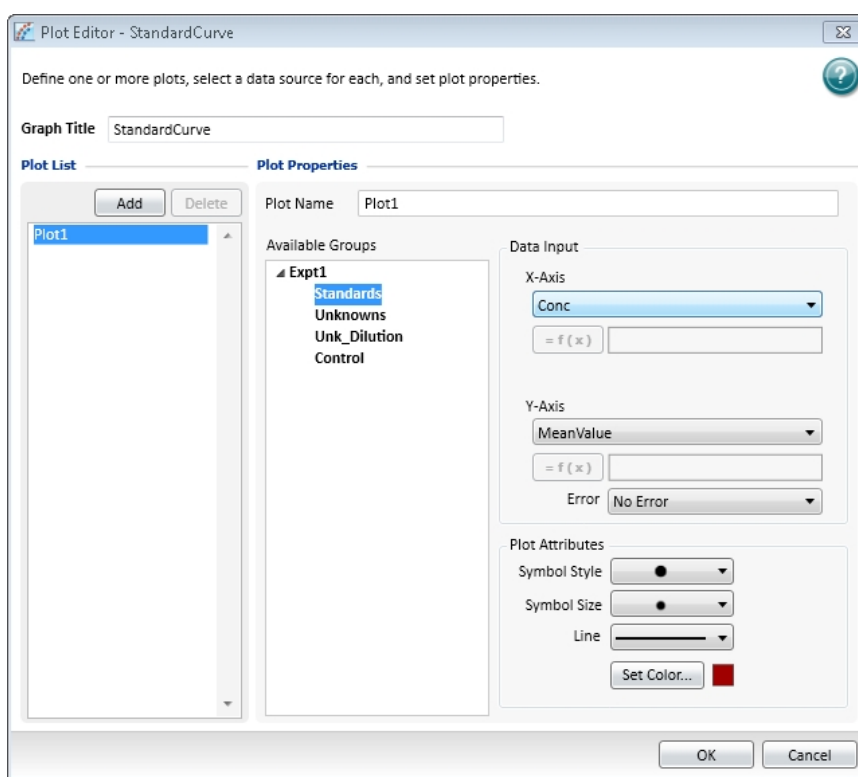 Plot Editor - StandardCurve
Define one or more plots, select a data source for each, and set plot properties.
?
Graph Title StandardCurve
Plot List
Add Delete
Plot1
Plot Properties
Plot Name Plot1
Available Groups
Expt1
Standards
Unknowns
Unk_Dilution
Control
Data Input
X-Axis
Conc
= f ( x )
Y-Axis
MeanValue
= f ( x )
Error No Error
Plot Attributes
Symbol Style
Symbol Size
Line
Set Color...
OK Cancel